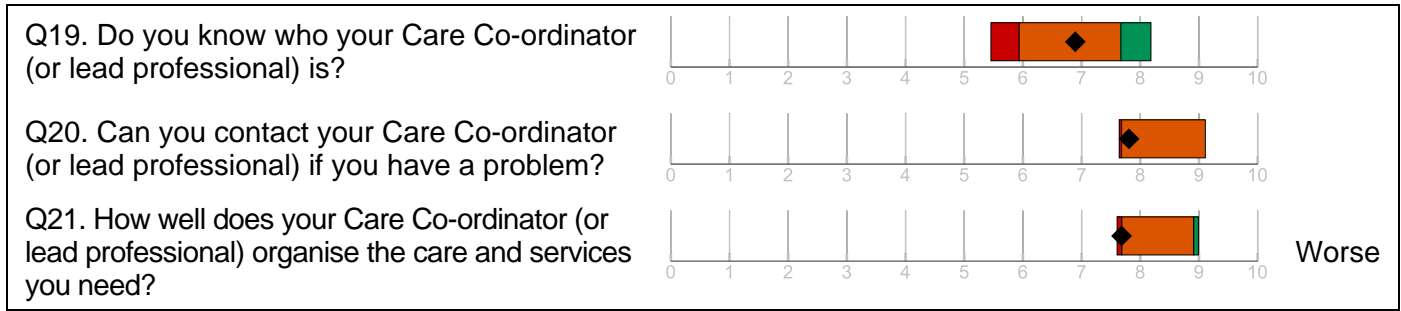 Q19. Do you know who your Care Co-ordinator
(or lead professional) is?
0 1 2 3 4 5 6 7 8 9 10
Q20. Can you contact your Care Co-ordinator
(or lead professional) if you have a problem?
0 1 2 3 4 5 6 7 8 9 10
Q21. How well does your Care Co-ordinator (or
lead professional) organise the care and services
you need?
0 1 2 3 4 5 6 7 8 9 10
Worse